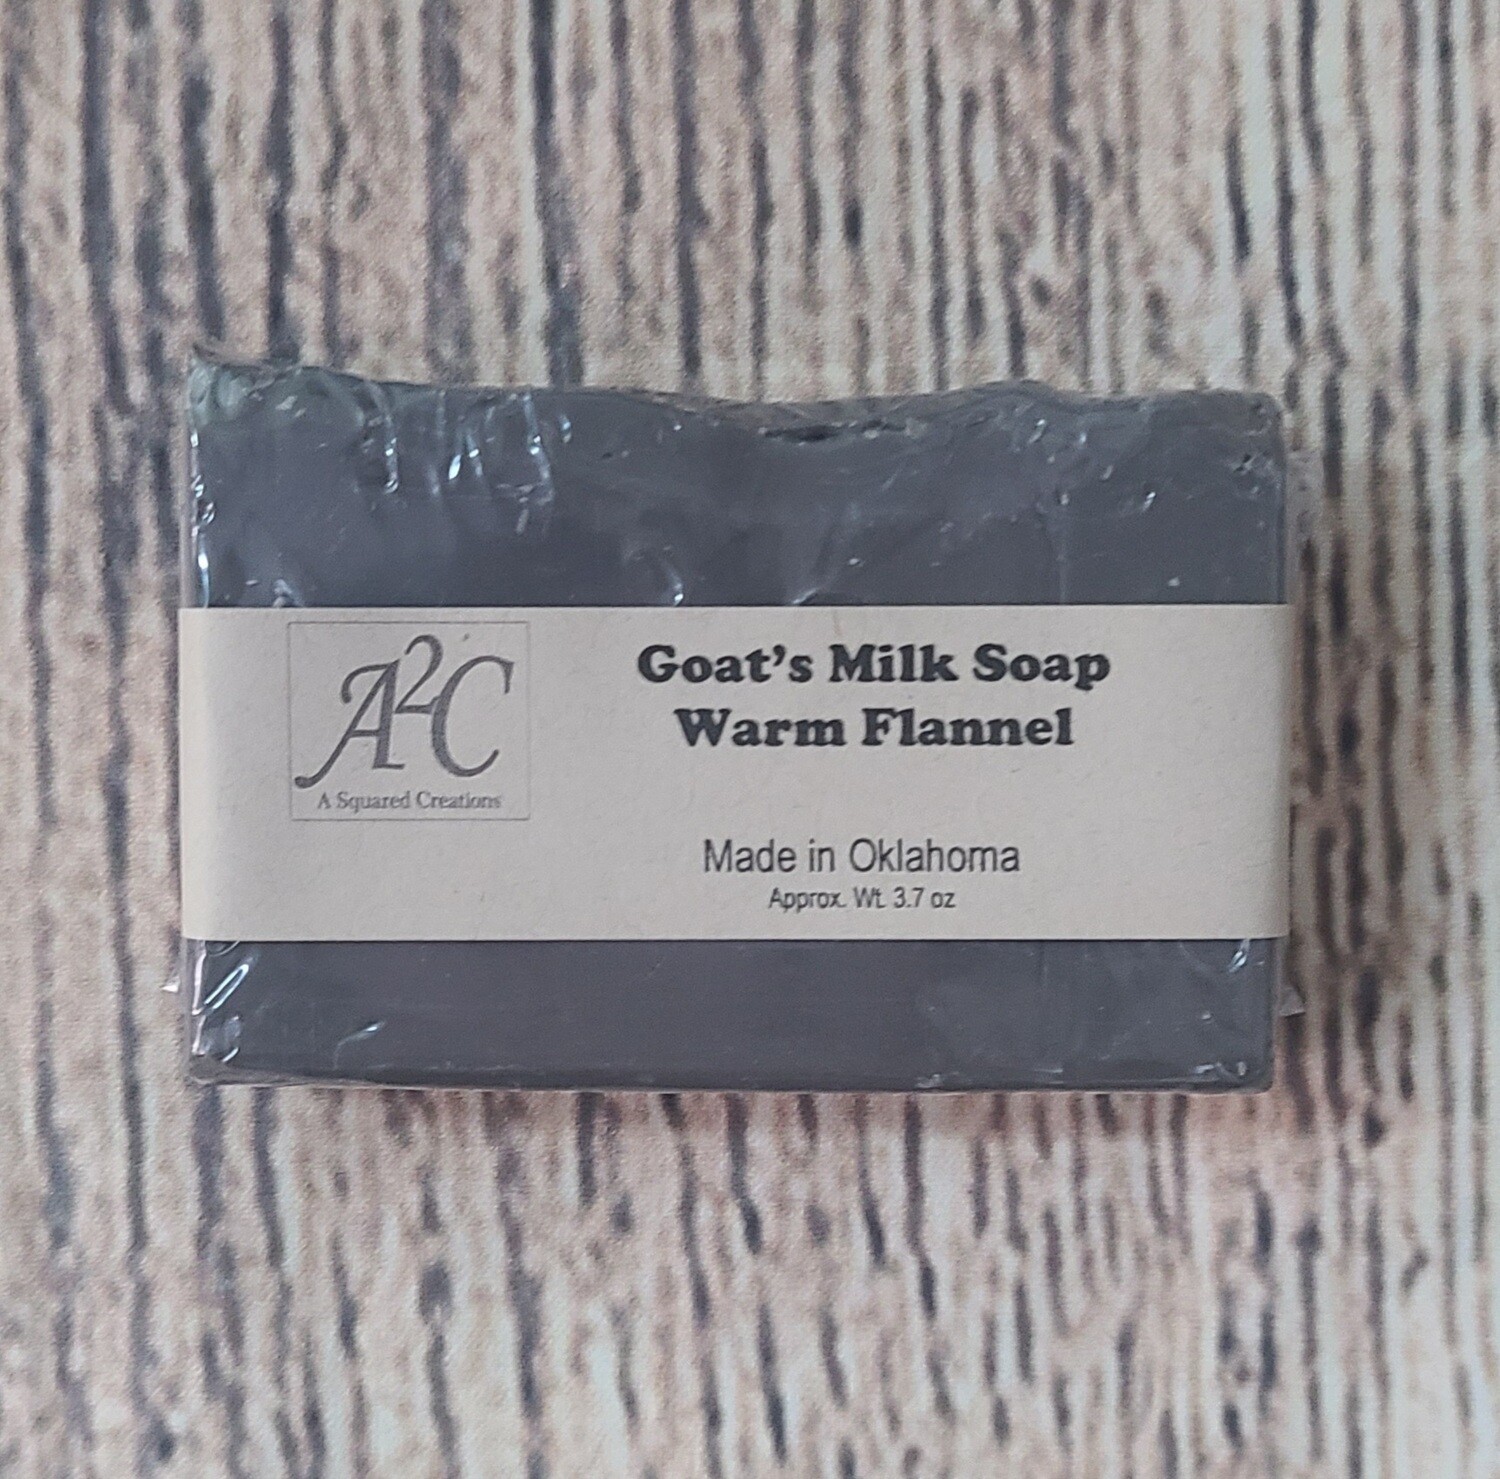 A²C
A Squared Creations
Goat's Milk Soap
Warm Flannel
Made in Oklahoma
Approx. Wt. 3.7 oz